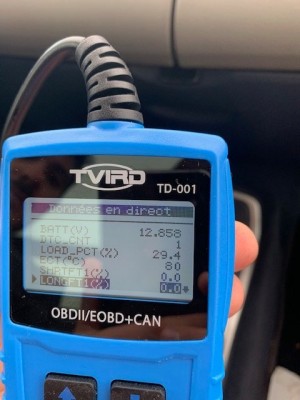 TVIRD
TD-001
Données en direct
BATT(V) 12.858
DTC_CNT 1
LOAD_PCT(%) 29.4
ECT(°C) 80
SHRTFT1(%) 0.0
LONGFT1(%) 0.0
OBDII/EOBD+CAN